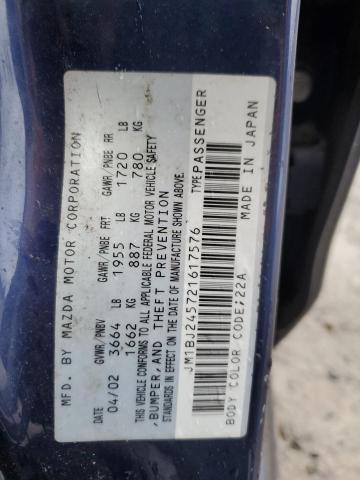 MFD. BY MAZDA MOTOR CORPORATION
DATE GVWR/PNBV GAWR/PNBE FRT. GAWR/PNBE RR
04/02 3664 LB 1955 LB 1720 LB
1662 KG 887 KG 780 KG
THIS VEHICLE CONFORMS TO ALL APPLICABLE FEDERAL MOTOR VEHICLE SAFETY
,BUMPER,AND THEFT PREVENTION
STANDARDS IN EFFECT ON THE DATE OF MANUFACTURE SHOWN ABOVE.
JM1BJ245721617576 TYPE:PASSENGER
BODY COLOR CODE:22A MADE IN JAPAN